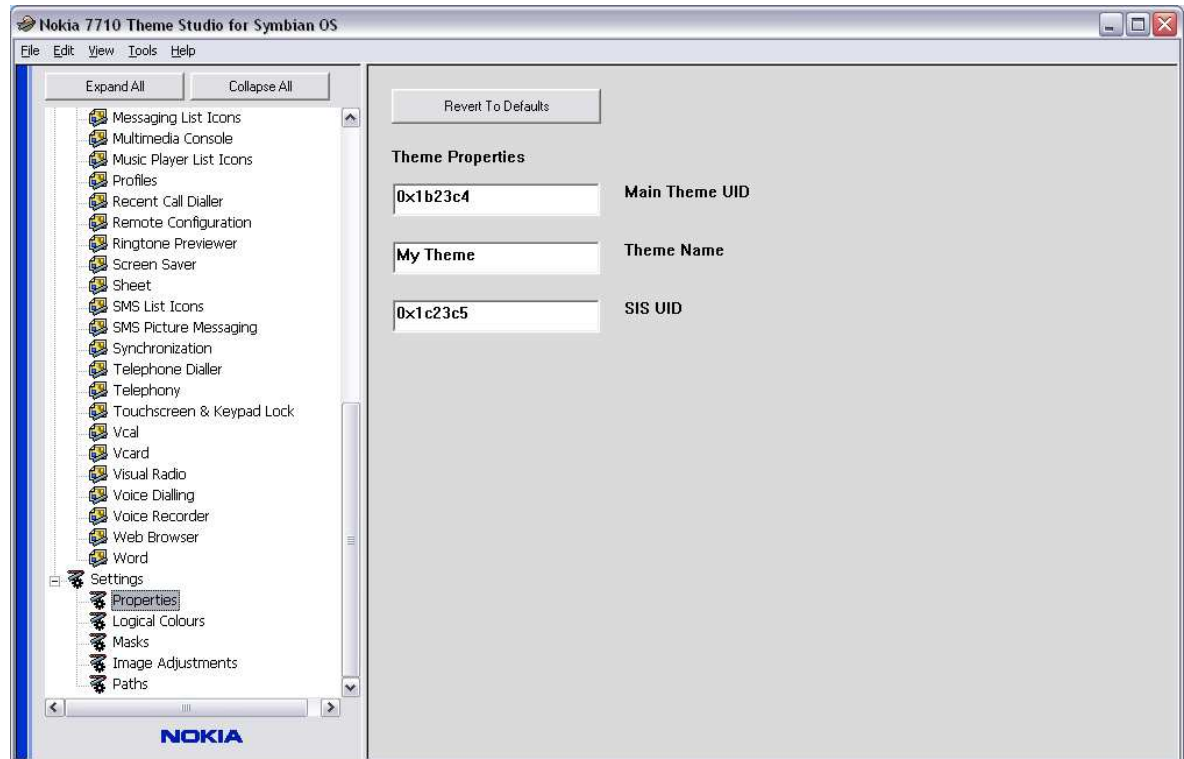 Nokia 7710 Theme Studio for Symbian OS
File Edit View Tools Help
Expand All Collapse All
Messaging List Icons
Multimedia Console
Music Player List Icons
Profiles
Recent Call Dialler
Remote Configuration
Ringtone Previewer
Screen Saver
Sheet
SMS List Icons
SMS Picture Messaging
Synchronization
Telephone Dialler
Telephony
Touchscreen & Keypad Lock
Vcal
Vcard
Visual Radio
Voice Dialling
Voice Recorder
Web Browser
Word
Settings
Properties
Logical Colours
Masks
Image Adjustments
Paths
NOKIA
Revert To Defaults
Theme Properties
0x1b23c4 Main Theme UID
My Theme Theme Name
0x1c23c5 SIS UID